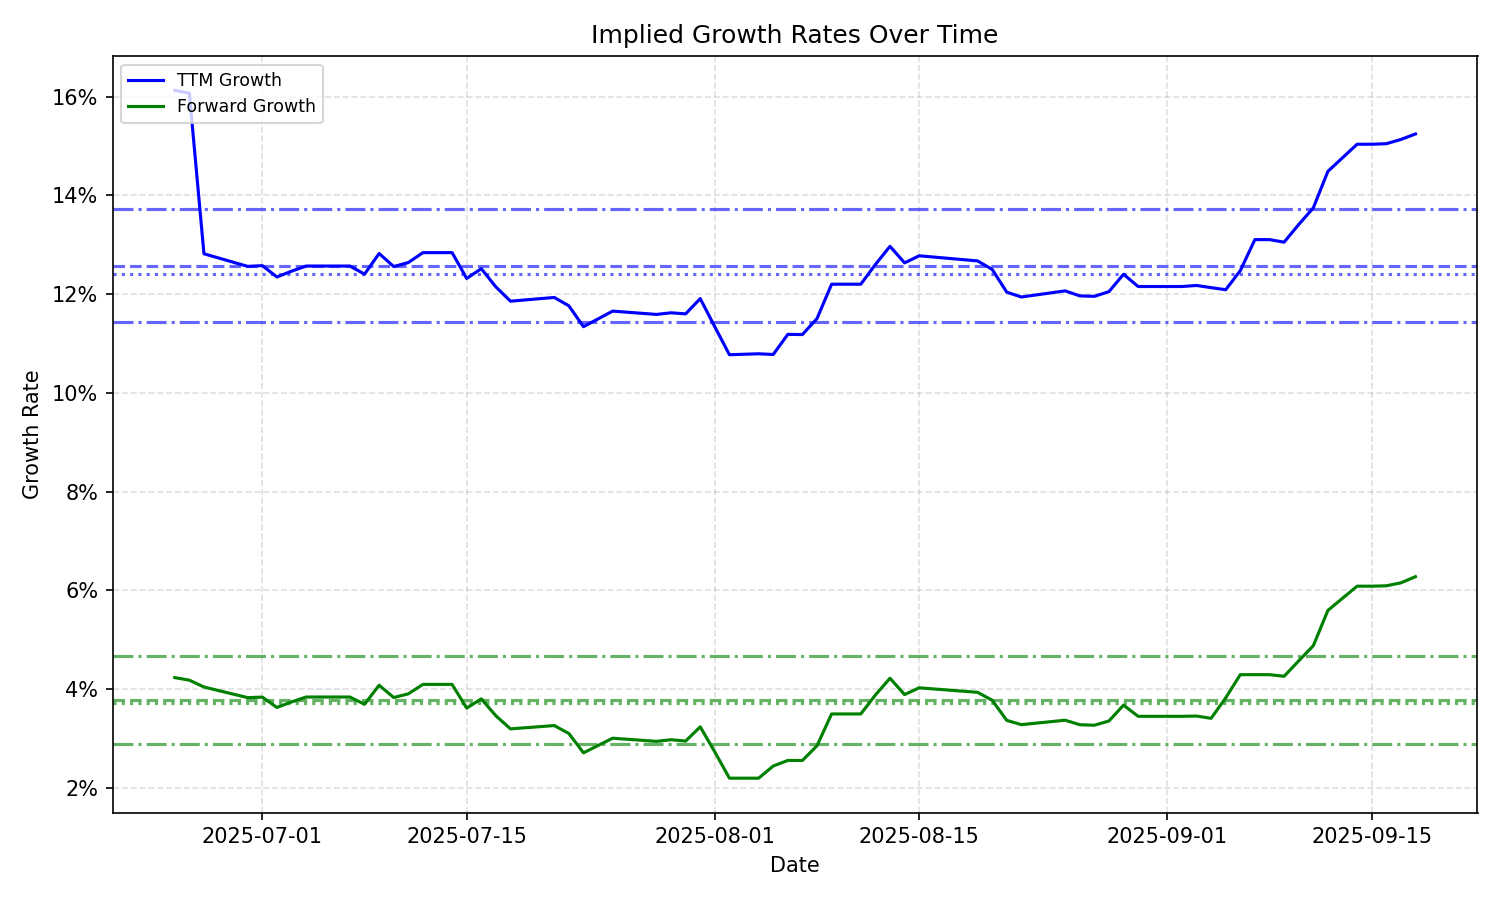 Implied Growth Rates Over Time
TTM Growth
Forward Growth
16%
14%
12%
10%
8%
6%
4%
2%
Growth Rate
2025-07-01
2025-07-15
2025-08-01
2025-08-15
2025-09-01
2025-09-15
Date